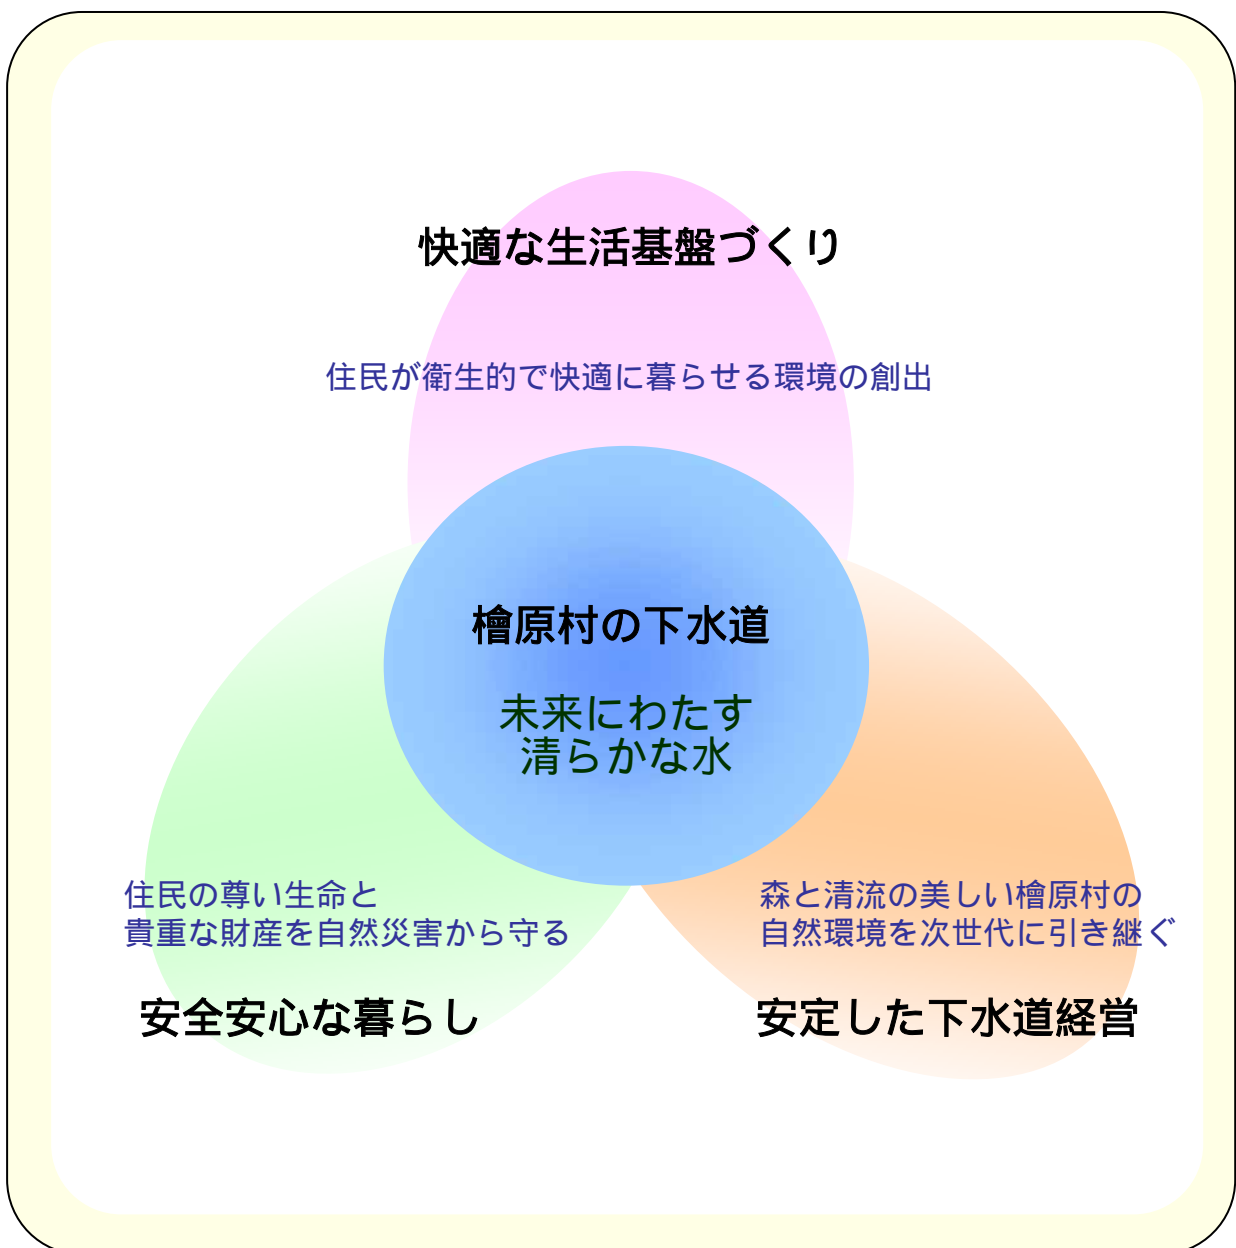 快適な生活基盤づくり
住民が衛生的で快適に暮らせる環境の創出
檜原村の下水道
未来にわたす
清らかな水
住民の尊い生命と
貴重な財産を自然災害から守る
安全安心な暮らし
森と清流の美しい檜原村の
自然環境を次世代に引き継ぐ
安定した下水道経営